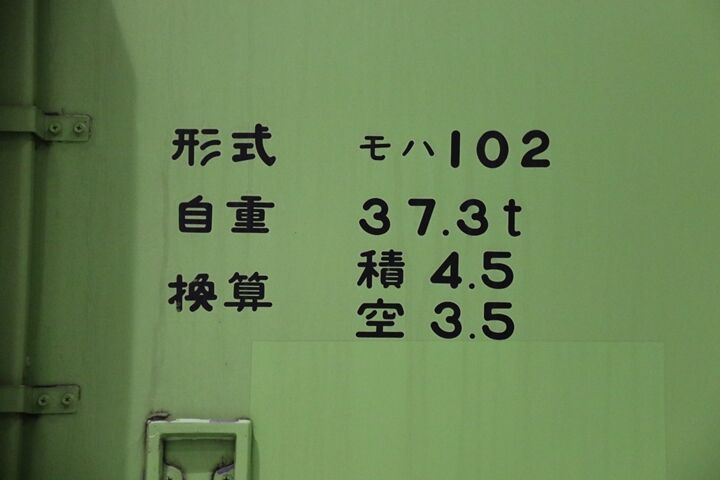 形式 モハ102
自重 37.3t
換算 積 4.5
空 3.5